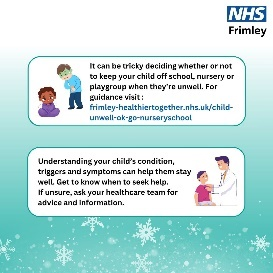 NHS
Frimley
It can be tricky deciding whether or not
to keep your child off school, nursery or
playgroup when they're unwell. For
guidance visit :
frimley-healthiertogether.nhs.uk/child-
unwell-ok-go-nurseryschool
Understanding your child's condition,
triggers and symptoms can help them stay
well. Get to know when to seek help.
If unsure, ask your healthcare team for
advice and information.